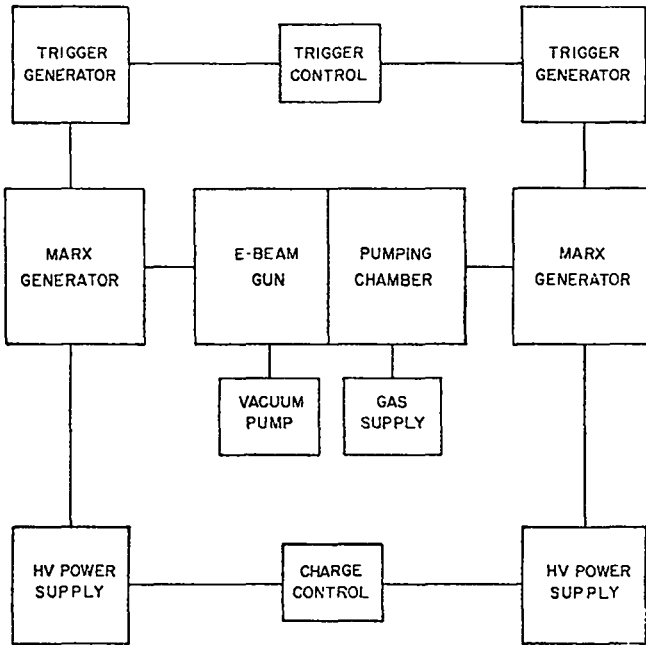 TRIGGER
GENERATOR
TRIGGER
CONTROL
TRIGGER
GENERATOR
MARX
GENERATOR
E-BEAM
GUN
PUMPING
CHAMBER
MARX
GENERATOR
VACUUM
PUMP
GAS
SUPPLY
HV POWER
SUPPLY
CHARGE
CONTROL
HV POWER
SUPPLY